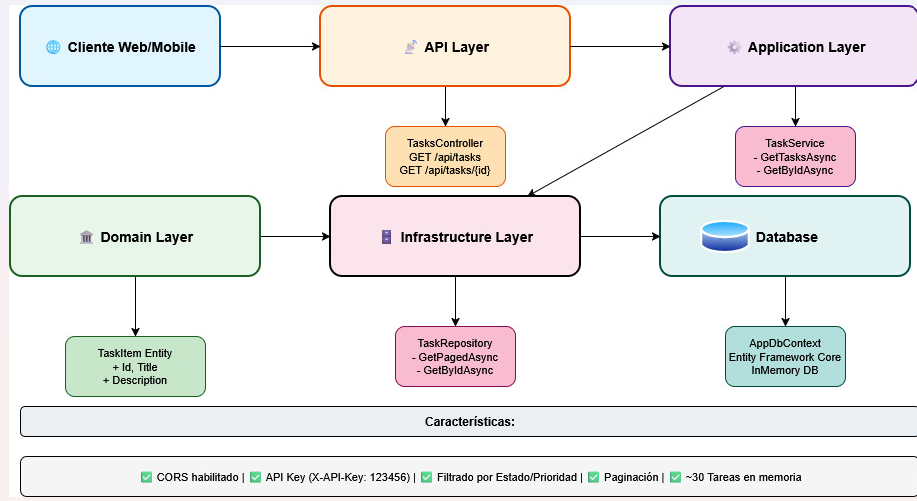 Cliente Web/Mobile
API Layer
Application Layer
TasksController
GET /api/tasks
GET /api/tasks/{id}
TaskService
- GetTasksAsync
- GetByIdAsync
Domain Layer
Infrastructure Layer
Database
TaskItem Entity
+ Id, Title
+ Description
TaskRepository
- GetPagedAsync
- GetByIdAsync
AppDbContext
Entity Framework Core
InMemory DB
Características:
✅ CORS habilitado | ✅ API Key (X-API-Key: 123456) | ✅ Filtrado por Estado/Prioridad | ✅ Paginación | ✅ ~30 Tareas en memoria